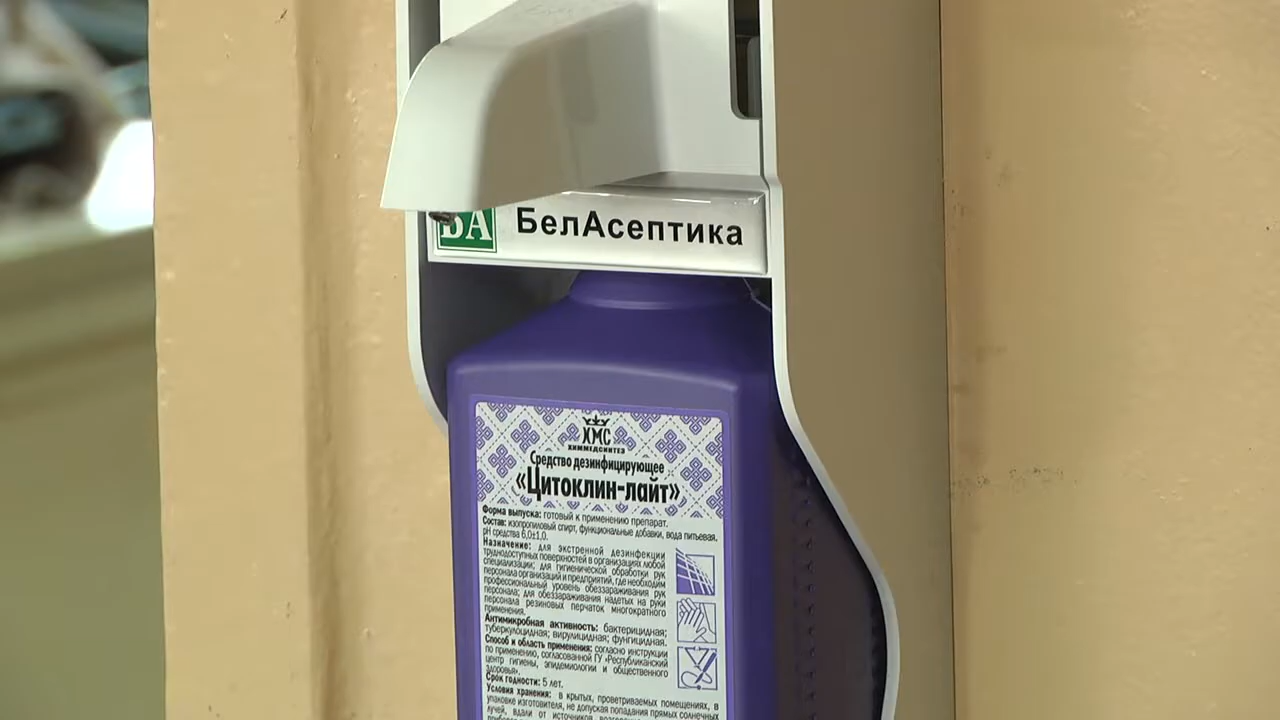 БА БелАсептика
ХМС
ХИММЕДСИНТЕЗ
Средство дезинфицирующее
«Цитоклин-лайт»
Форма выпуска: готовый к применению препарат.
Состав: изопропиловый спирт, функциональные добавки, вода питьевая.
pH средства 6,0±1,0.
Назначение: для экстренной дезинфекции
труднодоступных поверхностей в организациях любой
специализации; для гигиенической обработки рук
персонала организаций и предприятий, где необходим
профессиональный уровень обеззараживания рук
персонала; для обеззараживания надетых на руки
персонала резиновых перчаток многократного
применения.
Антимикробная активность: бактерицидная;
туберкулоцидная; вирулицидная; фунгицидная.
Способ и область применения: согласно инструкции
по применению, согласованной ГУ «Республиканский
центр гигиены, эпидемиологии и общественного
здоровья».
Срок годности: 5 лет.
Условия хранения: в крытых, проветриваемых помещениях, в
упаковке изготовителя, не допуская попадания прямых солнечных
лучей, вдали от источников